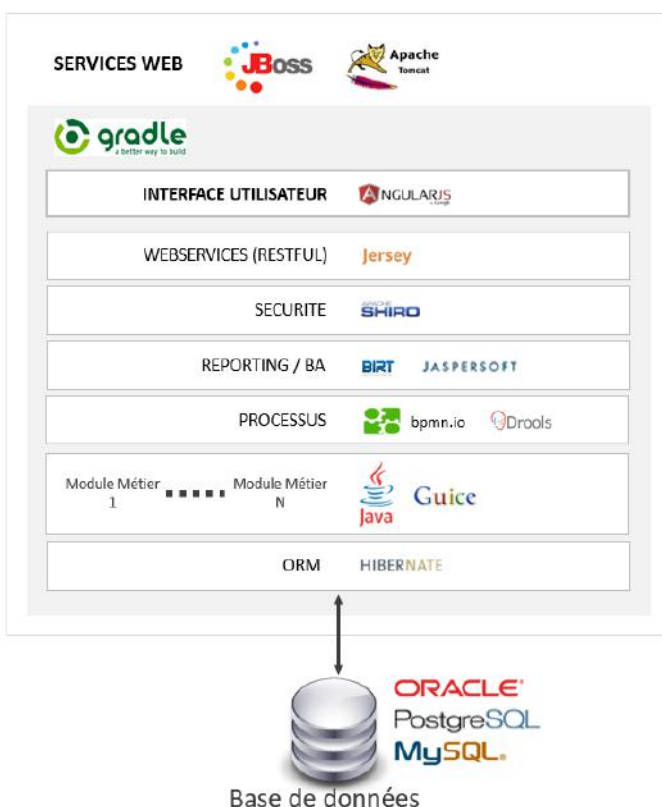 SERVICES WEB JBoss Apache
Tomcat
gradle
a better way to build
INTERFACE UTILISATEUR ANGULARJS
by Google
WEBSERVICES (RESTFUL) Jersey
APACHE
SECURITE SHIRO
REPORTING / BA BIRT JASPERSOFT
PROCESSUS bpmn.io Drools
Module Métier Module Métier
1 N
Java Guice
ORM HIBERNATE
ORACLE®
PostgreSQL
MySQL®
Base de données